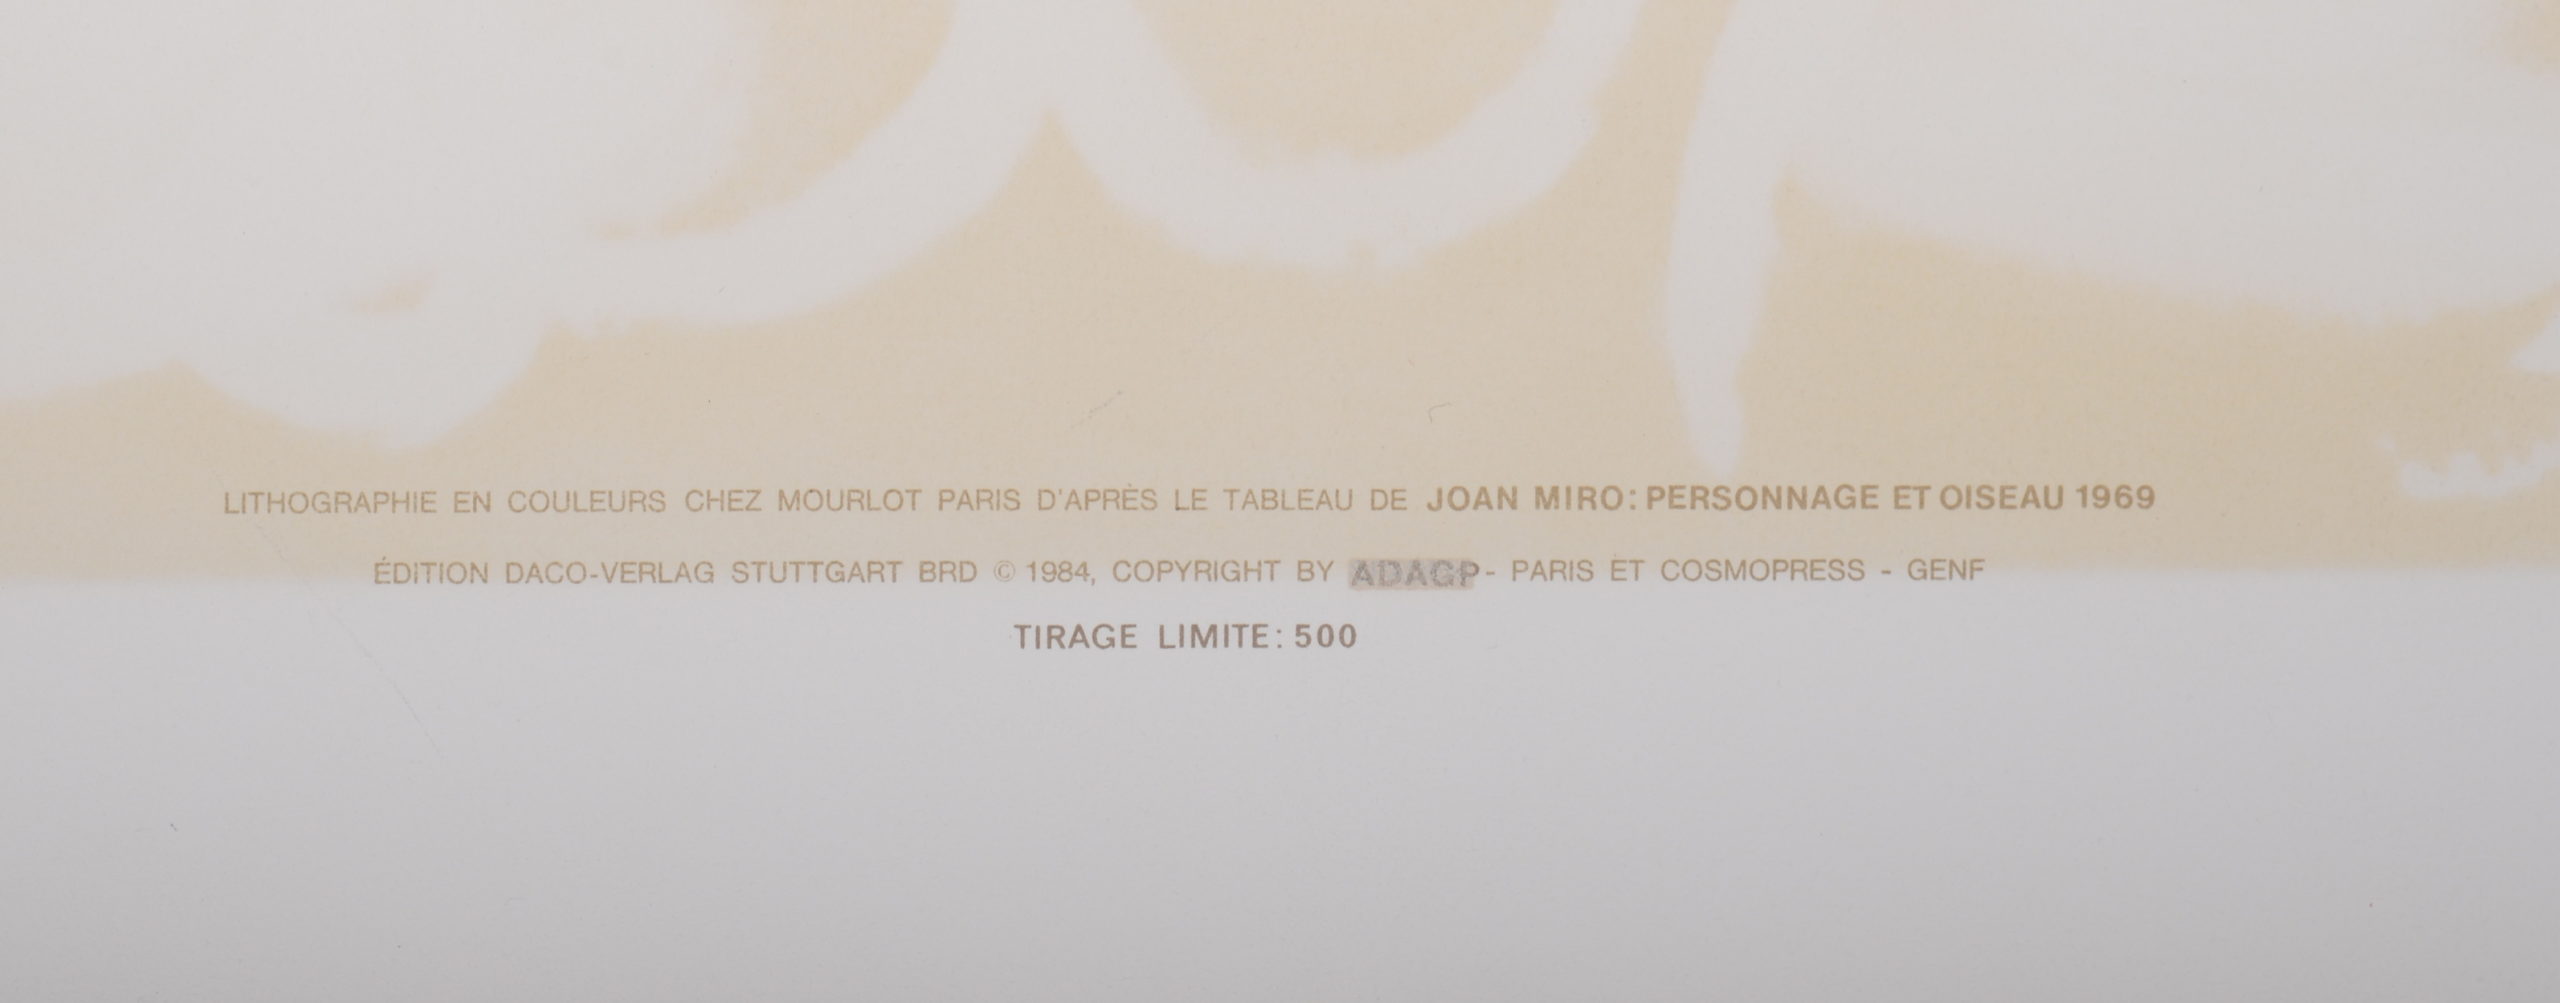 LITHOGRAPHIE EN COULEURS CHEZ MOURLOT PARIS D'APRÈS LE TABLEAU DE JOAN MIRO: PERSONNAGE ET OISEAU 1969
ÉDITION DACO-VERLAG STUTTGART BRD © 1984, COPYRIGHT BY ADAGP - PARIS ET COSMOPRESS - GENF
TIRAGE LIMITE: 500